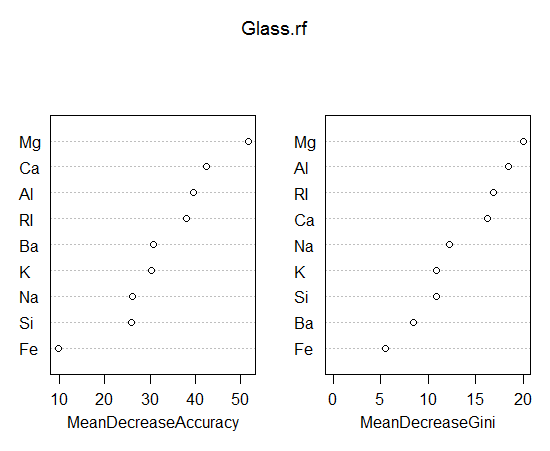 Glass.rf
Mg
Ca
Al
RI
Ba
K
Na
Si
Fe
10 20 30 40 50
MeanDecreaseAccuracy
Mg
Al
RI
Ca
Na
K
Si
Ba
Fe
0 5 10 15 20
MeanDecreaseGini